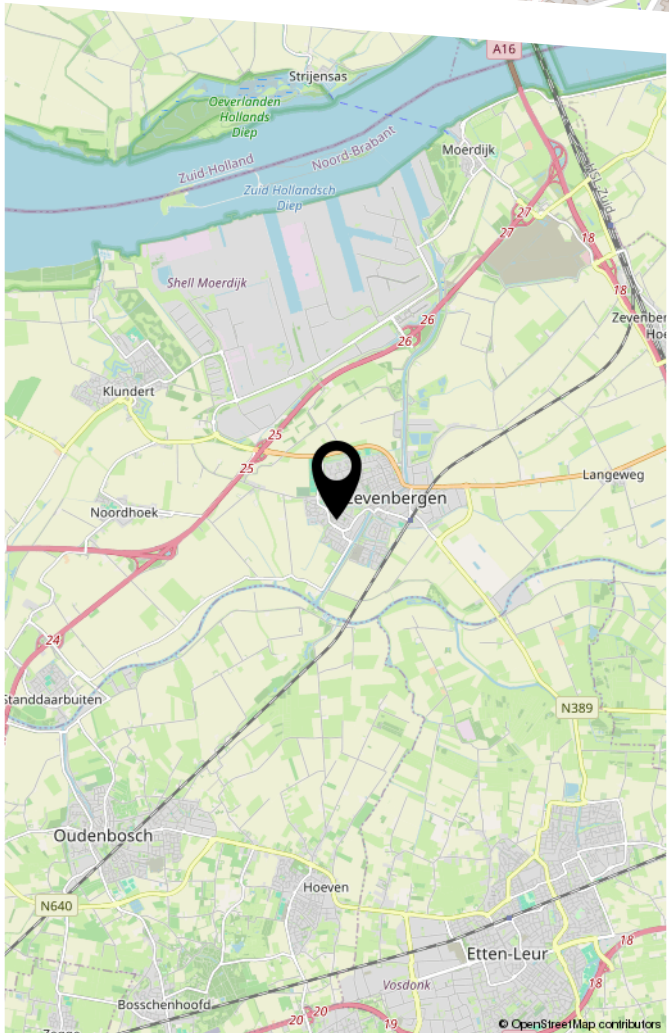 A16
Strijensas
Oeverlanden
Hollands
Diep
Moerdijk
Zuid-Holland
Noord-Brabant
Zuid Hollandsch
Diep
HSL Zuid
27
27
18
18
Shell Moerdijk
26
26
Zevenber
Hoe
Klundert
25
25
Langeweg
Zevenbergen
Noordhoek
24
Standdaarbuiten
N389
Oudenbosch
Hoeven
N640
Etten-Leur
18
Vosdonk
18
Bosschenhoofd
20
20
19
© OpenStreetMap contributors